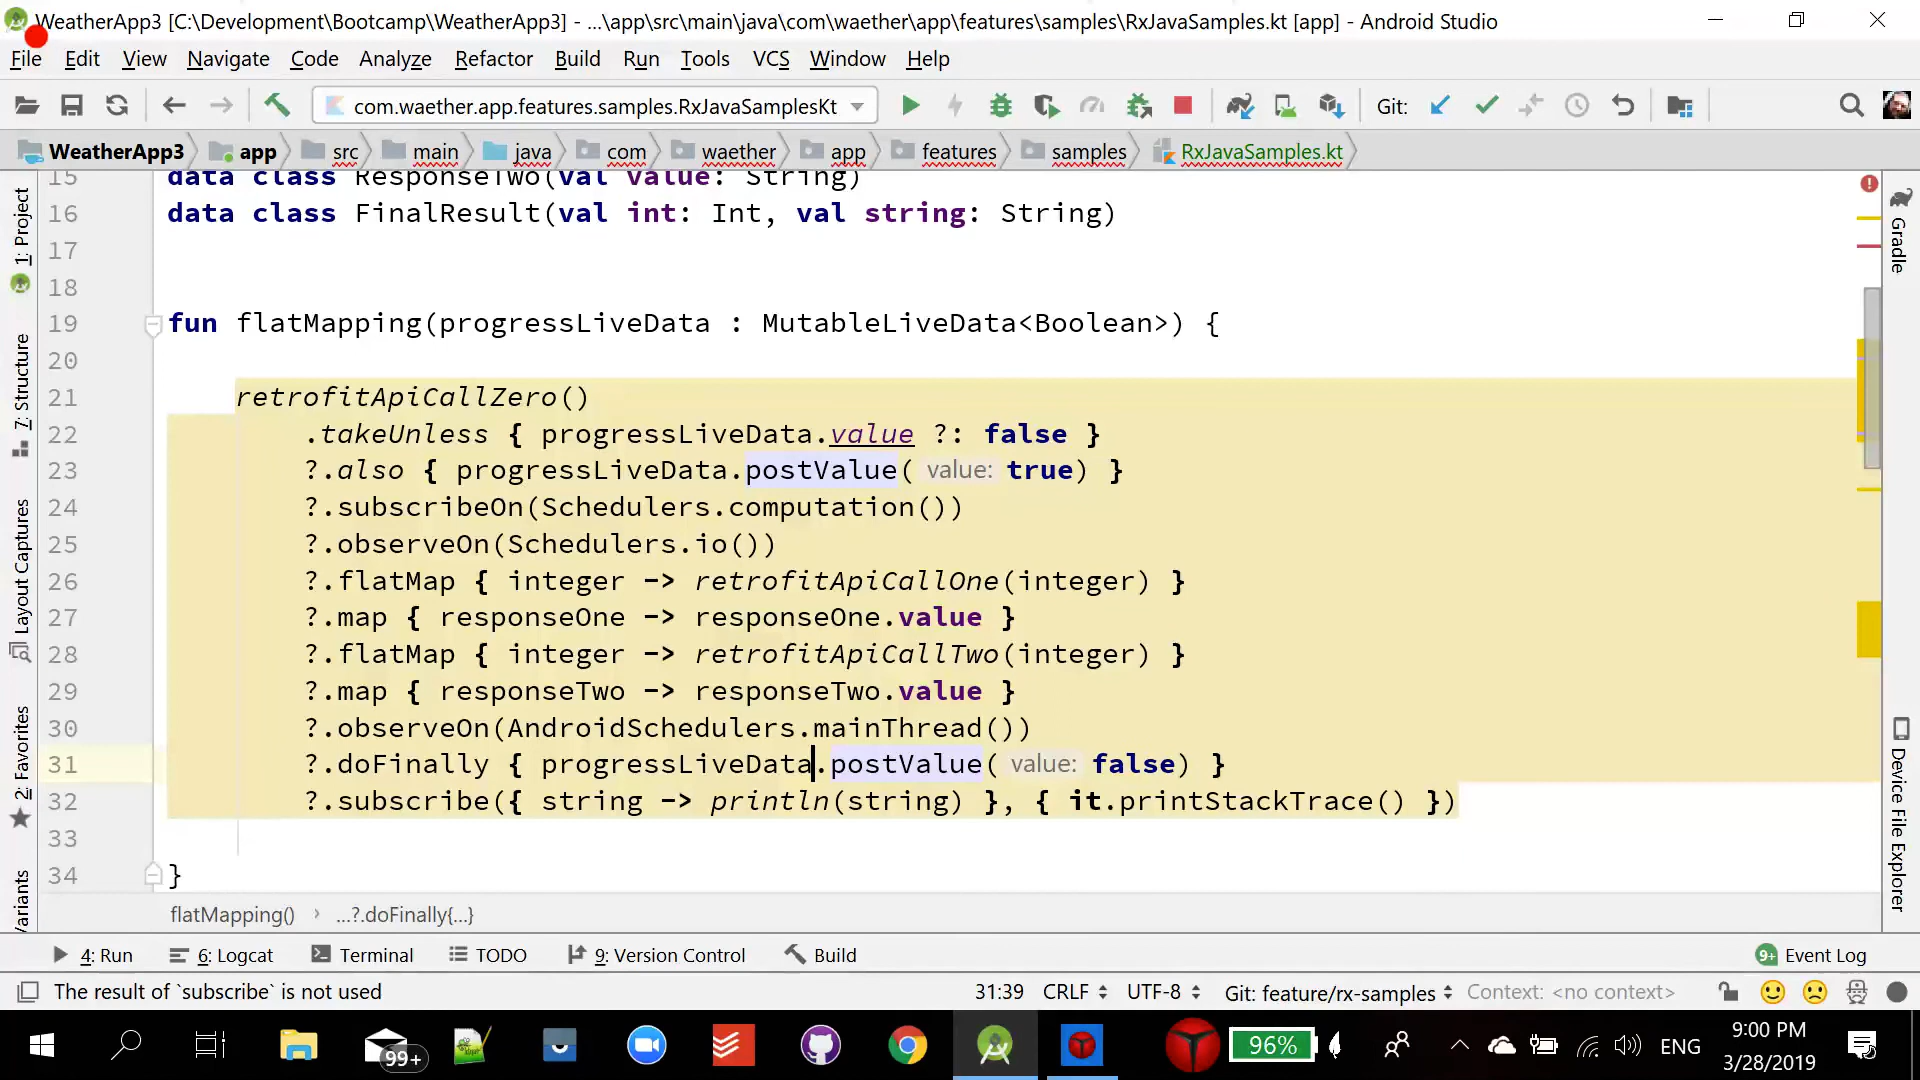 WeatherApp3 [C:\Development\Bootcamp\WeatherApp3] - ...\app\src\main\java\com\waether\app\features\samples\RxJavaSamples.kt [app] - Android Studio
File Edit View Navigate Code Analyze Refactor Build Run Tools VCS Window Help
com.waether.app.features.samples.RxJavaSamplesKt Git:
WeatherApp3 app src main java com waether app features samples RxJavaSamples.kt
15 data class ResponseTwo(val value: String)
16 data class FinalResult(val int: Int, val string: String)
17
18
19 fun flatMapping(progressLiveData : MutableLiveData<Boolean>) {
20
21 retrofitApiCallZero()
22 .takeUnless { progressLiveData.value ?: false }
23 ?.also { progressLiveData.postValue( value: true) }
24 ?.subscribeOn(Schedulers.computation())
25 ?.observeOn(Schedulers.io())
26 ?.flatMap { integer -> retrofitApiCallOne(integer) }
27 ?.map { responseOne -> responseOne.value }
28 ?.flatMap { integer -> retrofitApiCallTwo(integer) }
29 ?.map { responseTwo -> responseTwo.value }
30 ?.observeOn(AndroidSchedulers.mainThread())
31 ?.doFinally { progressLiveData.postValue( value: false) }
32 ?.subscribe({ string -> println(string) }, { it.printStackTrace() })
33
34 }
1: Project
7: Structure
Layout Captures
2: Favorites
Variants
Gradle
Device File Explorer
flatMapping() › ...?.doFinally{...}
4: Run 6: Logcat Terminal TODO 9: Version Control Build 9+ Event Log
The result of `subscribe` is not used 31:39 CRLF UTF-8 Git: feature/rx-samples Context: <no context>
99+ 96% ENG 9:00 PM
3/28/2019